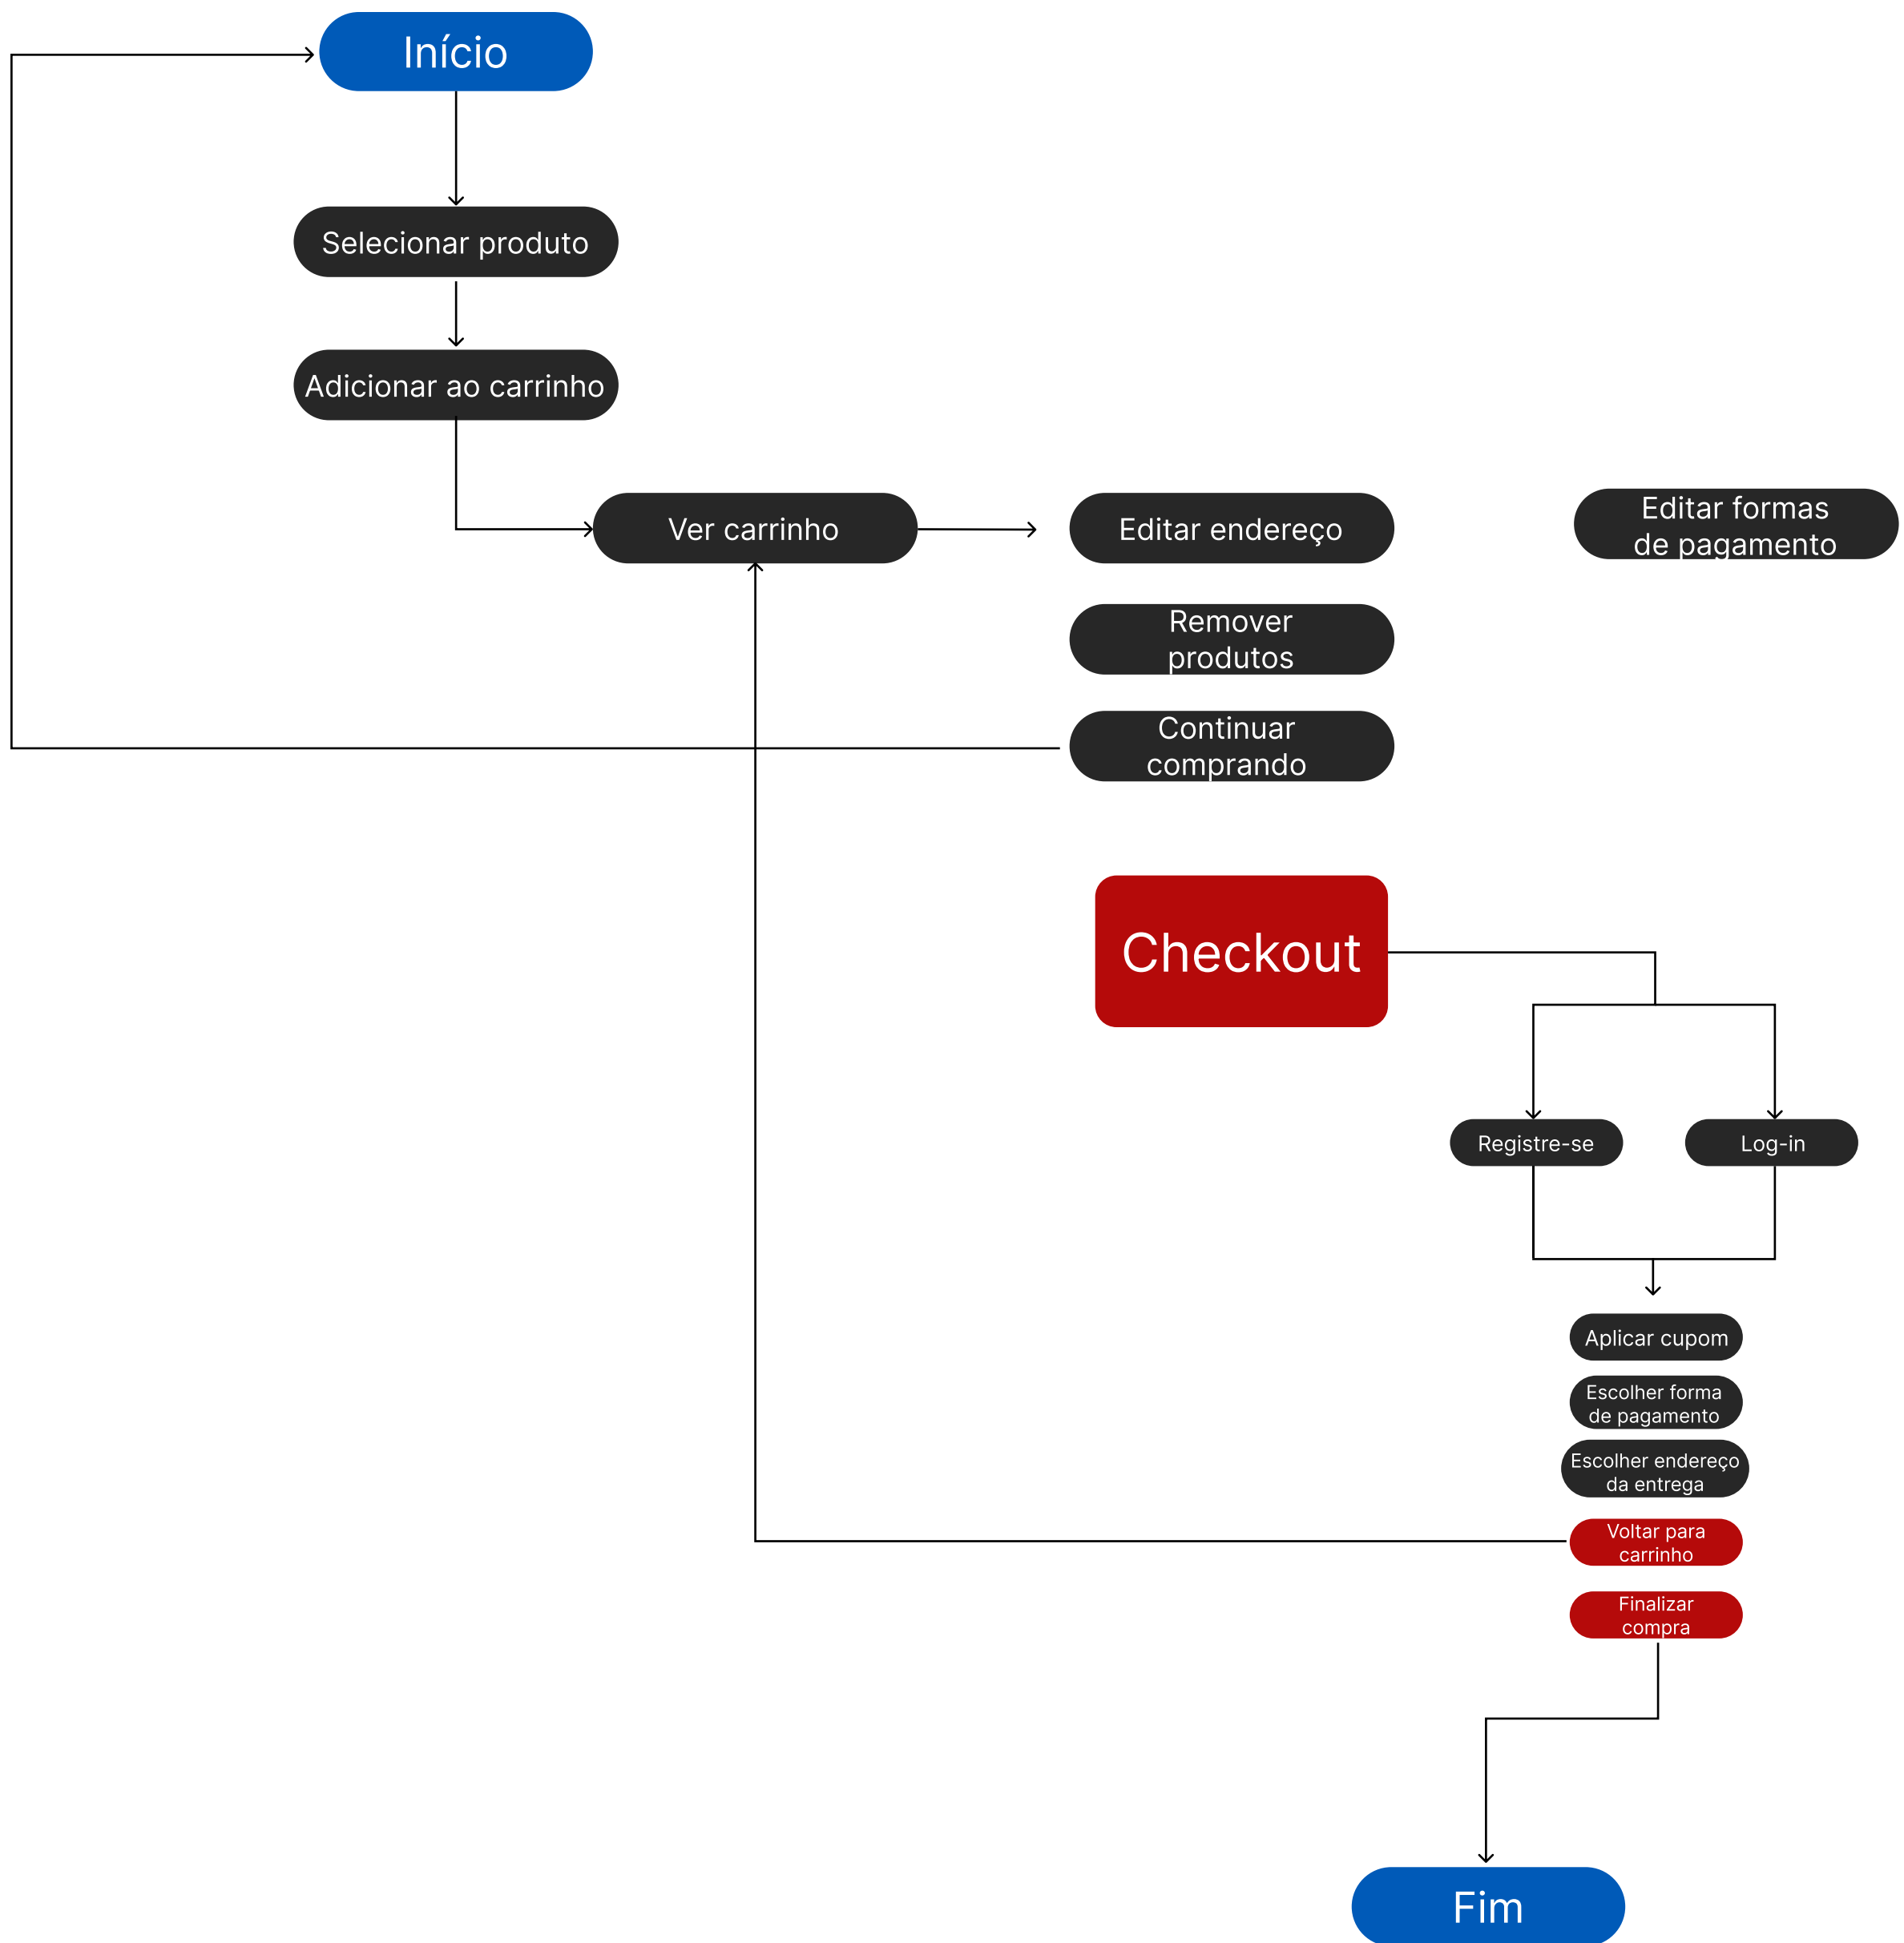 Início
Selecionar produto
Adicionar ao carrinho
Ver carrinho
Editar endereço
Editar formas
de pagamento
Remover
produtos
Continuar
comprando
Checkout
Registre-se
Log-in
Aplicar cupom
Escolher forma
de pagamento
Escolher endereço
da entrega
Voltar para
carrinho
Finalizar
compra
Fim